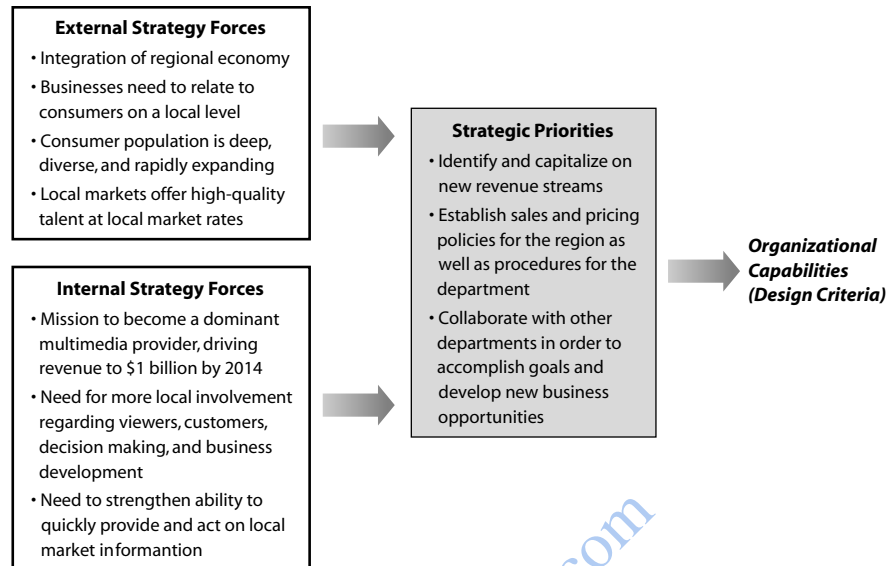 External Strategy Forces
• Integration of regional economy
• Businesses need to relate to
consumers on a local level
• Consumer population is deep,
diverse, and rapidly expanding
• Local markets offer high-quality
talent at local market rates
Internal Strategy Forces
• Mission to become a dominant
multimedia provider, driving
revenue to $1 billion by 2014
• Need for more local involvement
regarding viewers, customers,
decision making, and business
development
• Need to strengthen ability to
quickly provide and act on local
market informantion
Strategic Priorities
• Identify and capitalize on
new revenue streams
• Establish sales and pricing
policies for the region as
well as procedures for the
department
• Collaborate with other
departments in order to
accomplish goals and
develop new business
opportunities
Organizational
Capabilities
(Design Criteria)
.com